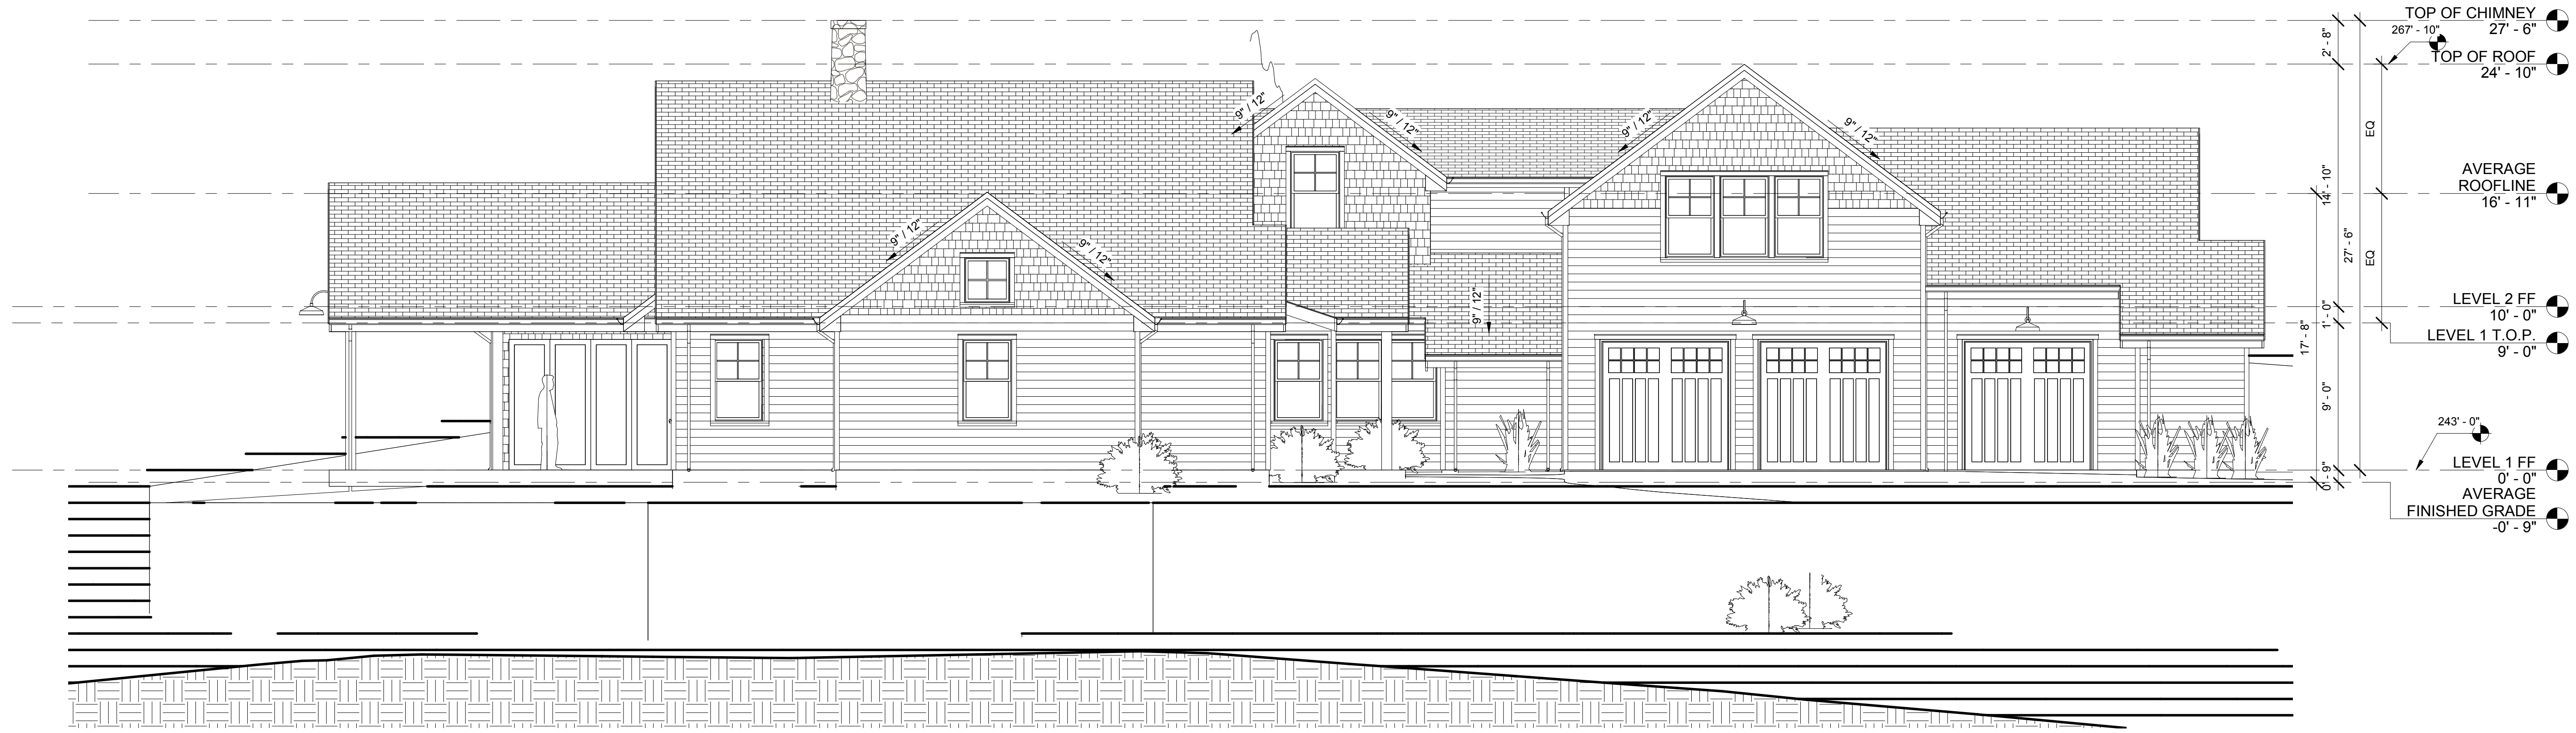 TOP OF CHIMNEY
27' - 6"
267' - 10"
TOP OF ROOF
24' - 10"
2' - 8"
9" / 12"
9" / 12"
9" / 12"
9" / 12"
EQ
AVERAGE
ROOFLINE
16' - 11"
14' - 10"
9" / 12"
9" / 12"
27' - 6"
EQ
9" / 12"
LEVEL 2 FF
10' - 0"
1' - 0"
LEVEL 1 T.O.P.
9' - 0"
17' - 8"
9' - 0"
243' - 0"
LEVEL 1 FF
0' - 0"
0' - 9"
AVERAGE
FINISHED GRADE
-0' - 9"